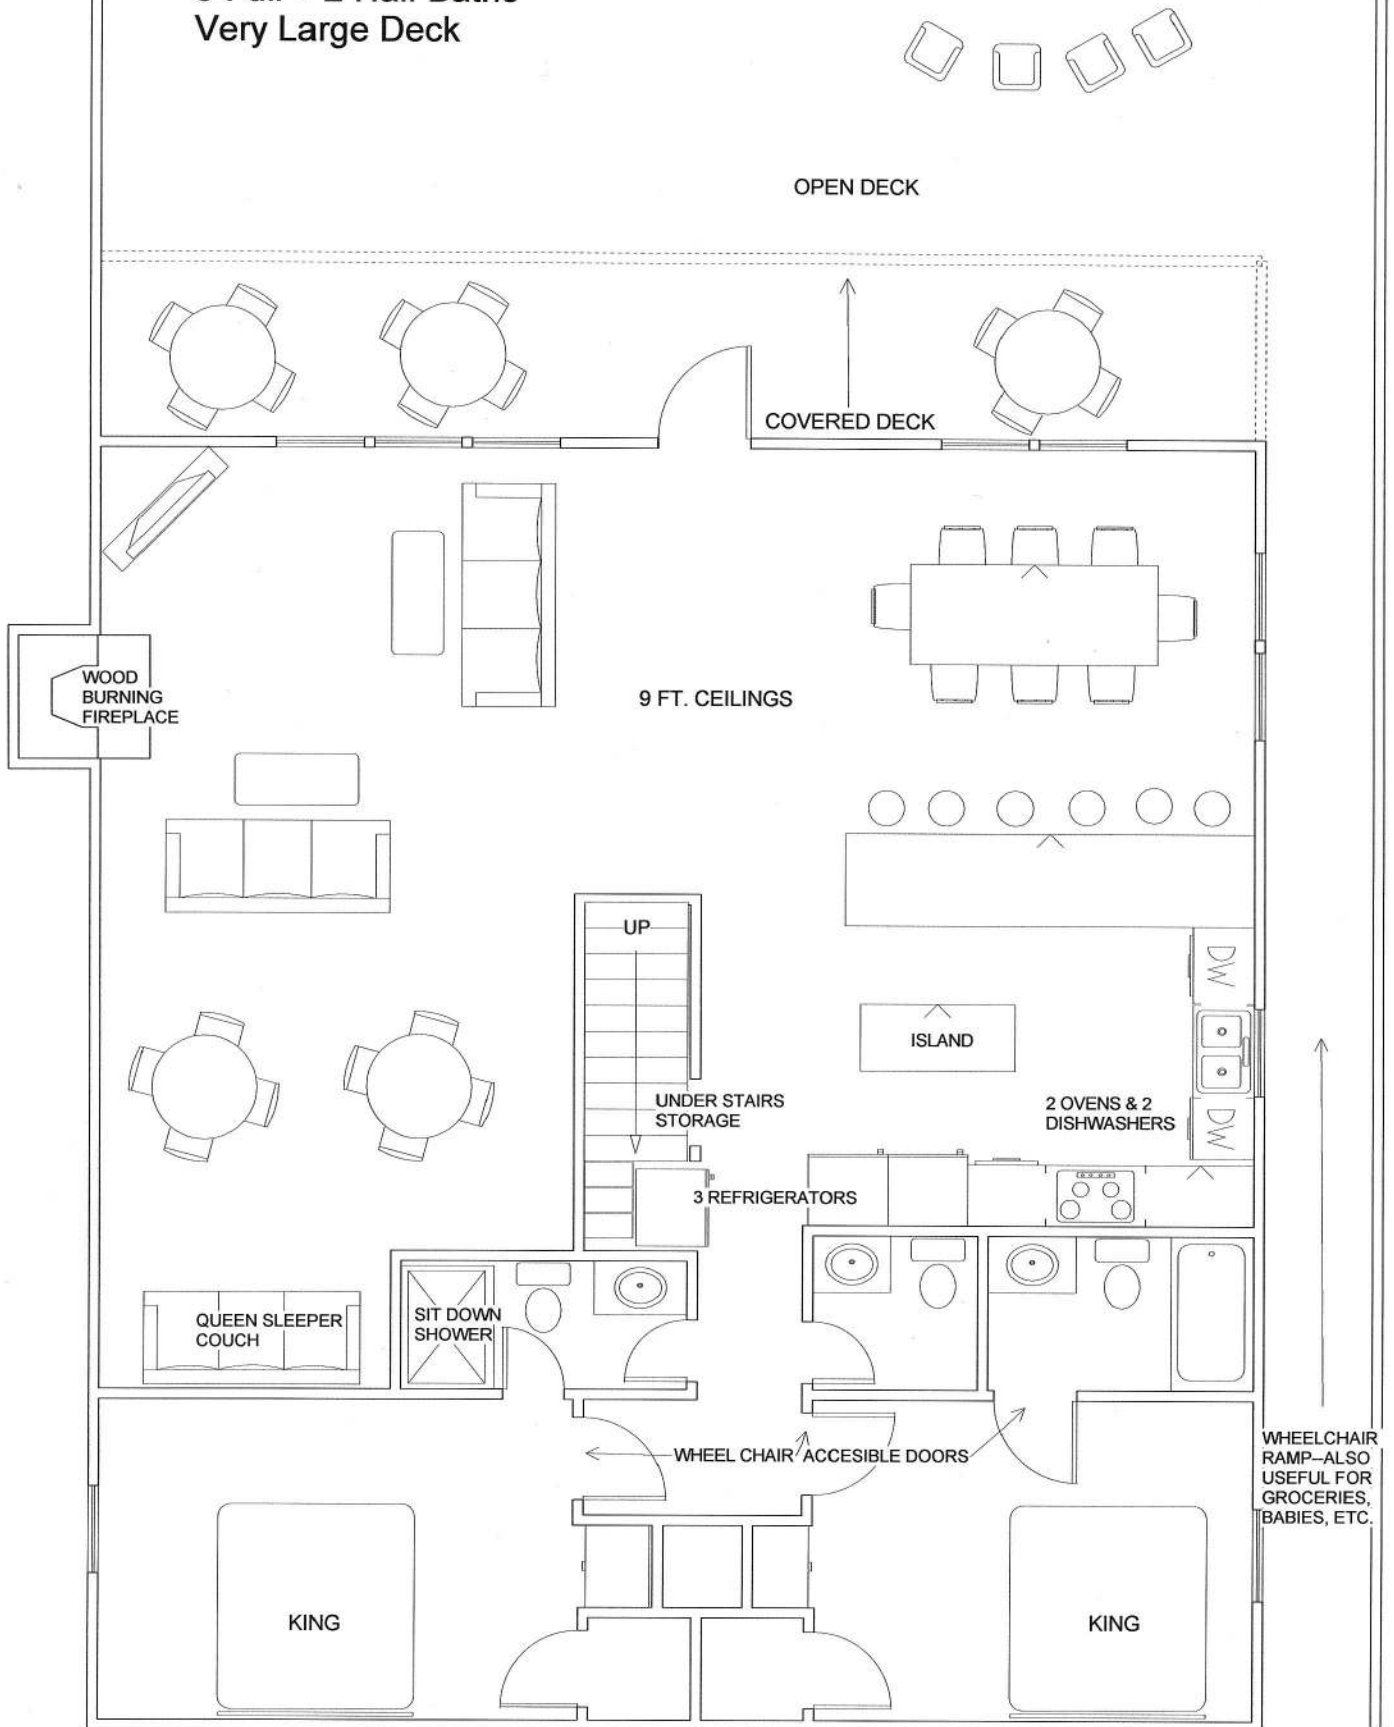 Very Large Deck
OPEN DECK
COVERED DECK
WOOD
BURNING
FIREPLACE
9 FT. CEILINGS
UP
DW
ISLAND
UNDER STAIRS
STORAGE
2 OVENS & 2
DISHWASHERS
DW
3 REFRIGERATORS
QUEEN SLEEPER
COUCH
SIT DOWN
SHOWER
WHEEL CHAIR ACCESIBLE DOORS
WHEELCHAIR
RAMP--ALSO
USEFUL FOR
GROCERIES,
BABIES, ETC.
KING
KING